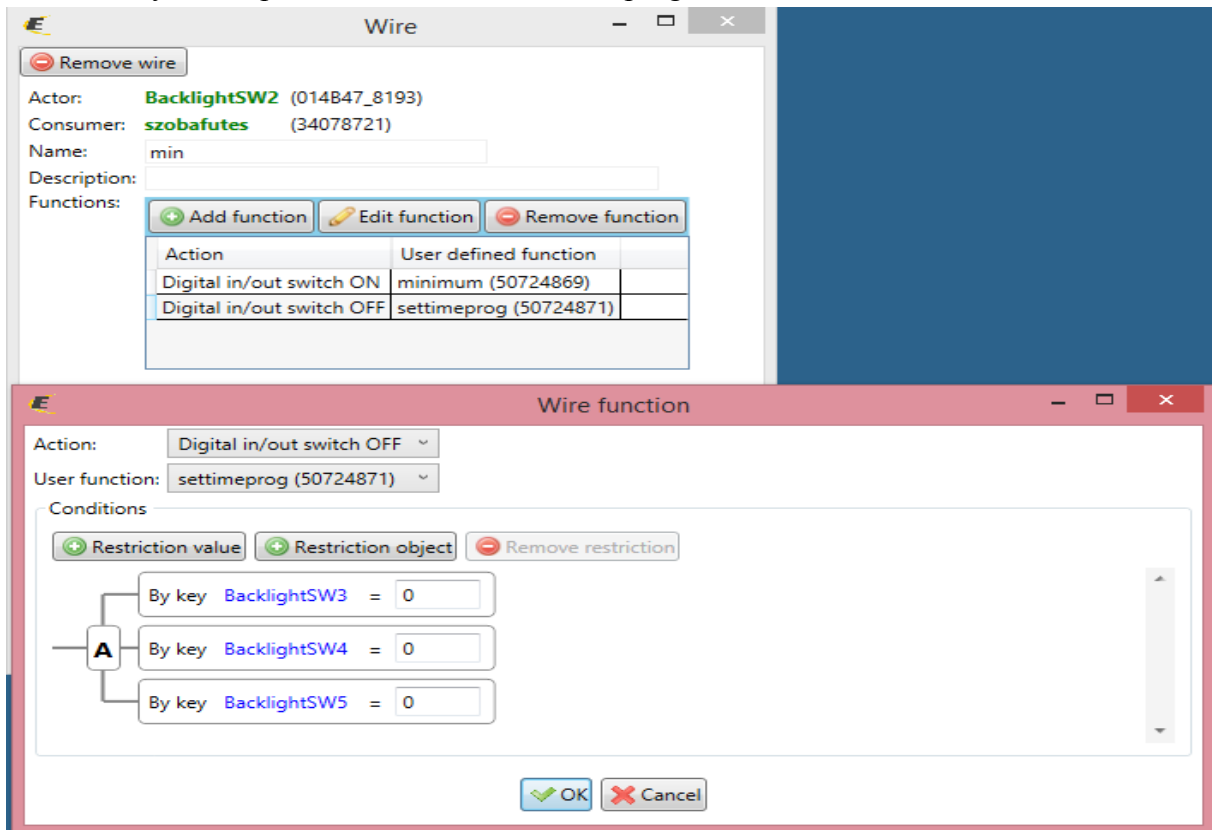 Wire
Remove wire
Actor: BacklightSW2 (014B47_8193)
Consumer: szobafutes (34078721)
Name: min
Description:
Functions:
Add function Edit function Remove function
Action User defined function
Digital in/out switch ON minimum (50724869)
Digital in/out switch OFF settimeprog (50724871)
Wire function
Action: Digital in/out switch OFF
User function: settimeprog (50724871)
Conditions
Restriction value Restriction object Remove restriction
By key BacklightSW3 = 0
A By key BacklightSW4 = 0
By key BacklightSW5 = 0
OK Cancel